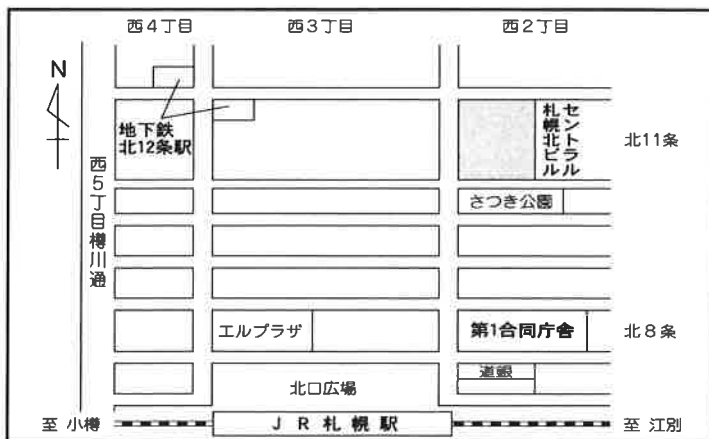 西4丁目
西3丁目
西2丁目
N
地下鉄
北12条駅
セントラル
札幌北ビル
北11条
西5丁目樽川通
さつき公園
エルプラザ
第1合同庁舎
北8条
道銀
北口広場
至 小樽
JR札幌駅
至 江別